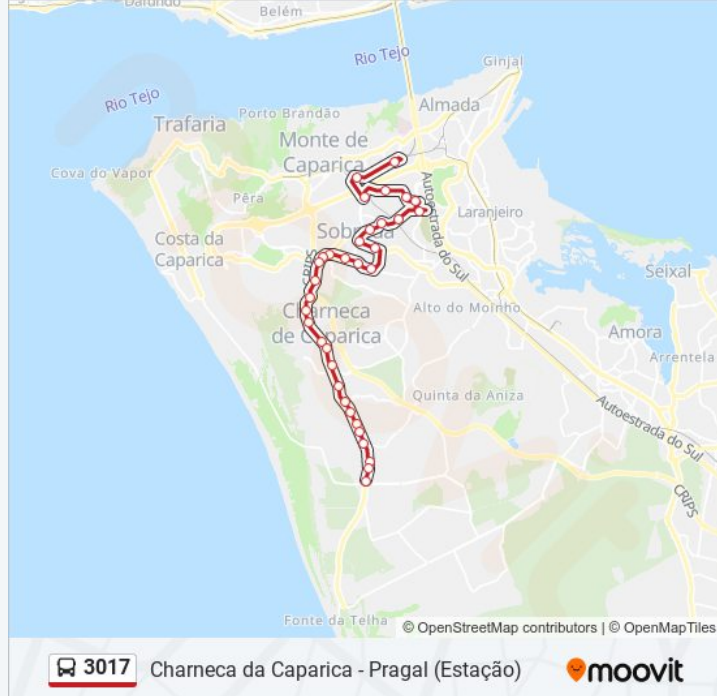 Dafundo
Belém
Rio Tejo
Ginjal
Rio Tejo
Almada
Porto Brandão
Trafaria
Monte de
Caparica
Cova do Vapor
Pêra
Autoestrada do Sul
Laranjeiro
Costa da
Caparica
Sobreda
CRIPS
Seixal
Charneca
de Caparica
Alto do Moinho
Amora
Arrentela
Quinta da Aniza
Autoestrada do Sul
CRIPS
Fonte da Telha
© OpenStreetMap contributors | © OpenMapTiles
3017 Charneca da Caparica - Pragal (Estação) moovit